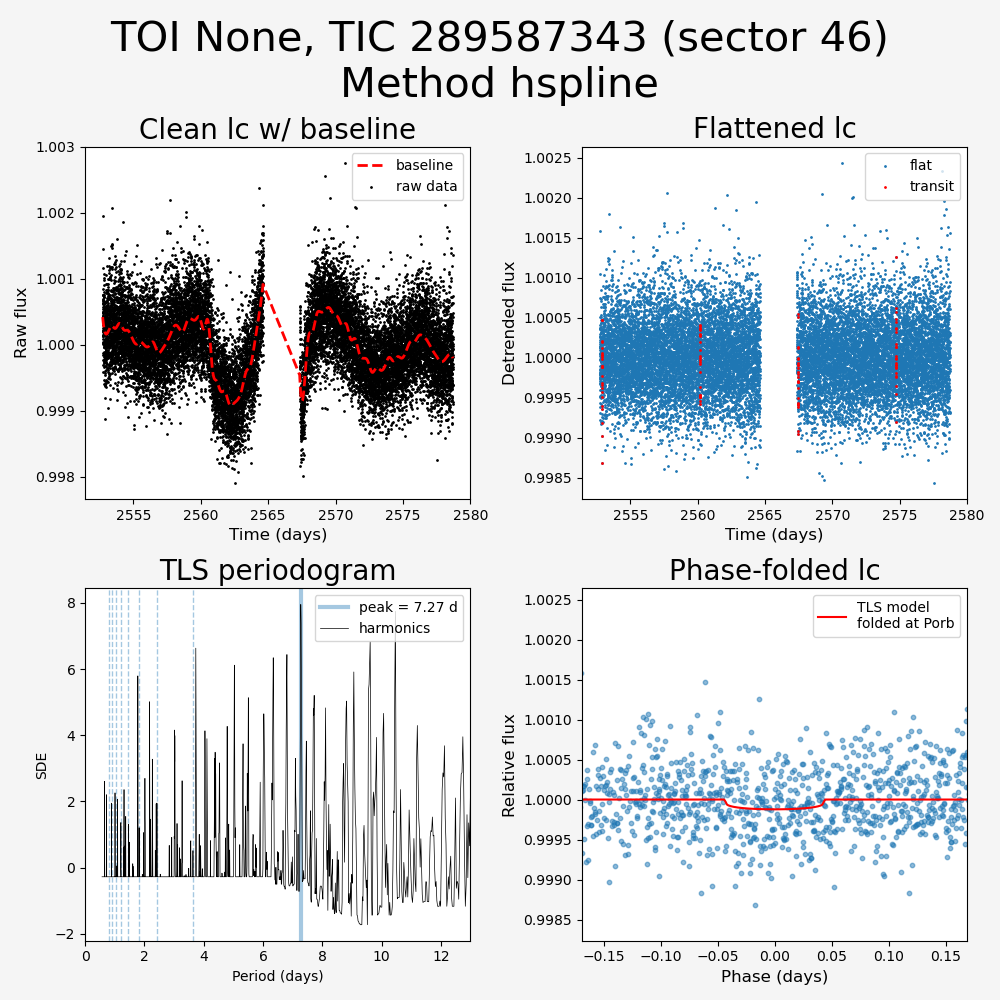 TOI None, TIC 289587343 (sector 46)
Method hspline
Clean lc w/ baseline
Raw flux
1.003
1.002
1.001
1.000
0.999
0.998
baseline
raw data
2555
2560
2565
2570
2575
2580
Time (days)
Flattened lc
Detrended flux
1.0025
1.0020
1.0015
1.0010
1.0005
1.0000
0.9995
0.9990
0.9985
flat
transit
2555
2560
2565
2570
2575
2580
Time (days)
TLS periodogram
SDE
8
6
4
2
0
−2
peak = 7.27 d
harmonics
0
2
4
6
8
10
12
Period (days)
Phase-folded lc
Relative flux
1.0025
1.0020
1.0015
1.0010
1.0005
1.0000
0.9995
0.9990
0.9985
TLS model
folded at Porb
−0.15
−0.10
−0.05
0.00
0.05
0.10
0.15
Phase (days)